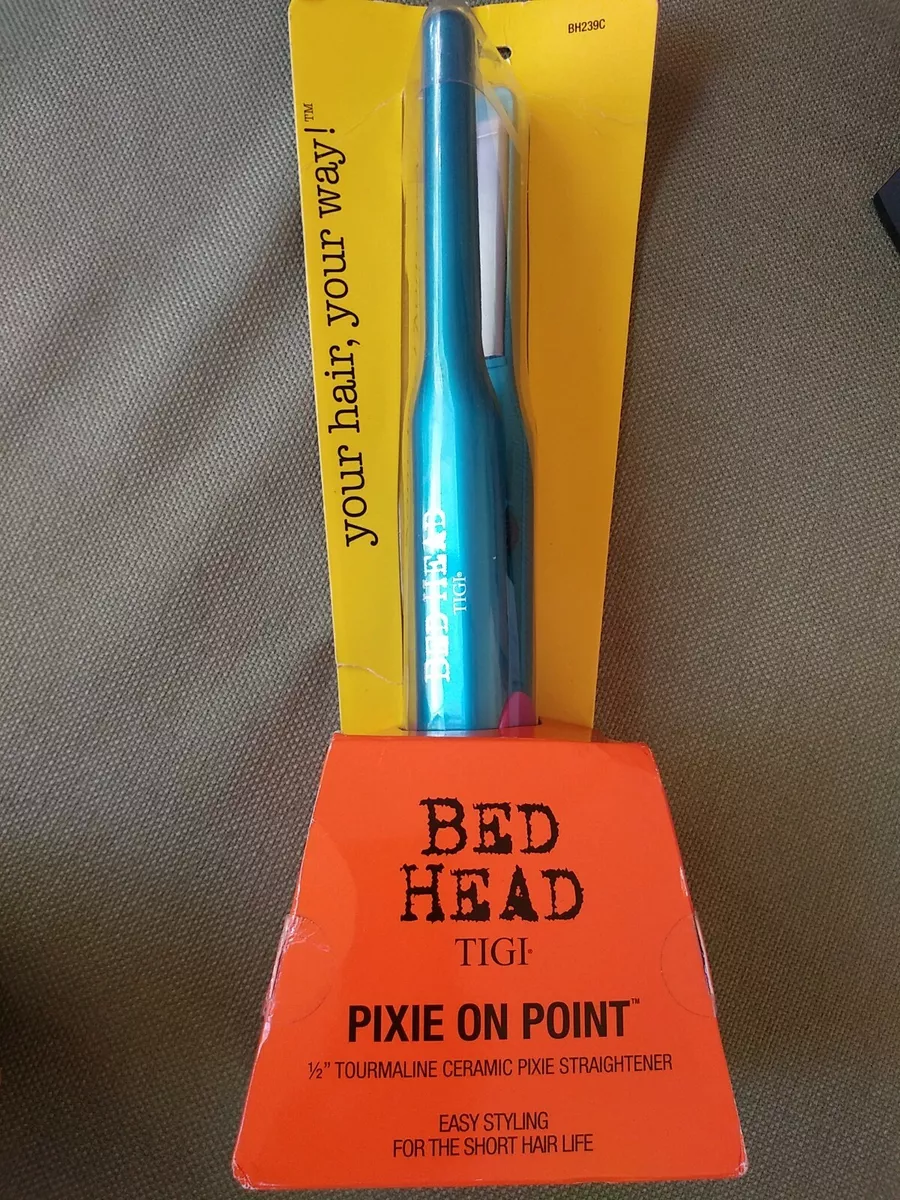 BH239C
your hair, your way!™
BED HEAD
TIGI®
BED
HEAD
TIGI®
PIXIE ON POINT™
½" TOURMALINE CERAMIC PIXIE STRAIGHTENER
EASY STYLING
FOR THE SHORT HAIR LIFE